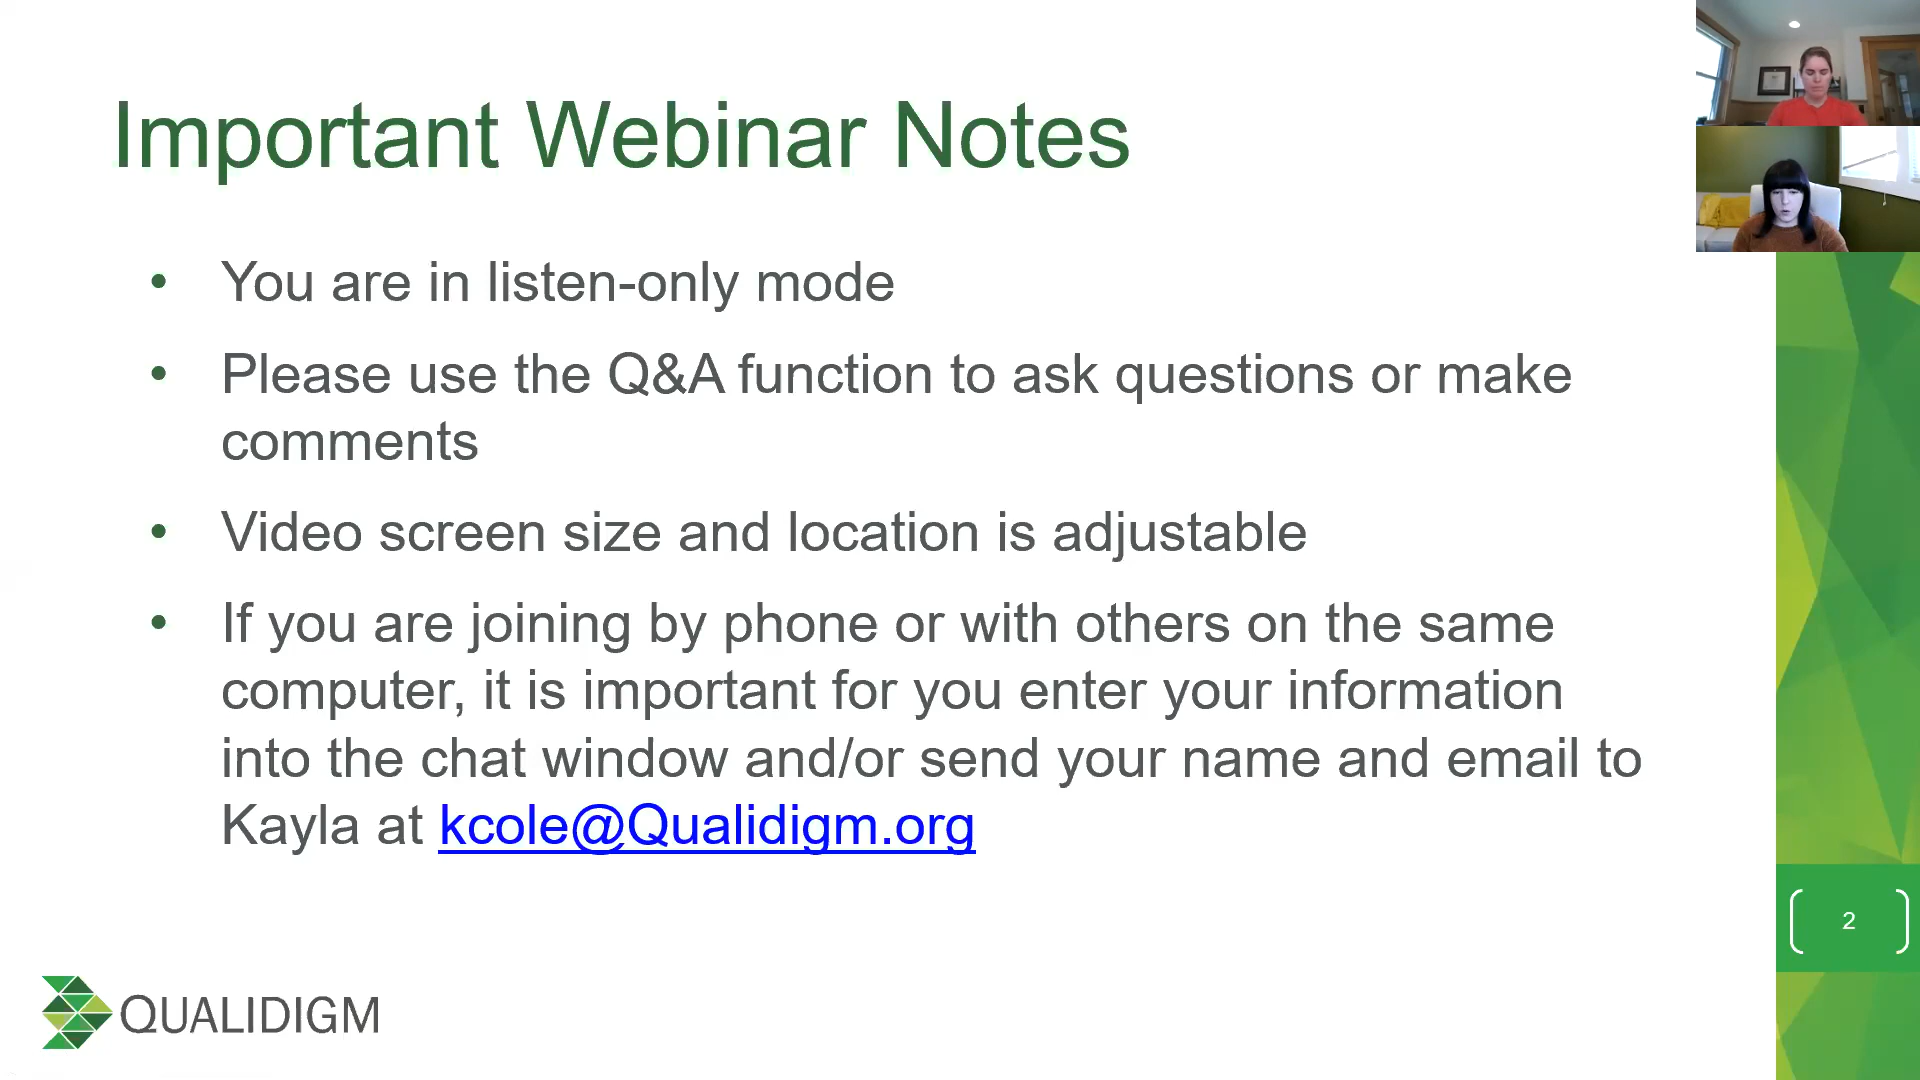 Important Webinar Notes
• You are in listen-only mode
• Please use the Q&A function to ask questions or make
comments
• Video screen size and location is adjustable
• If you are joining by phone or with others on the same
computer, it is important for you enter your information
into the chat window and/or send your name and email to
Kayla at kcole@Qualidigm.org
2
QUALIDIGM